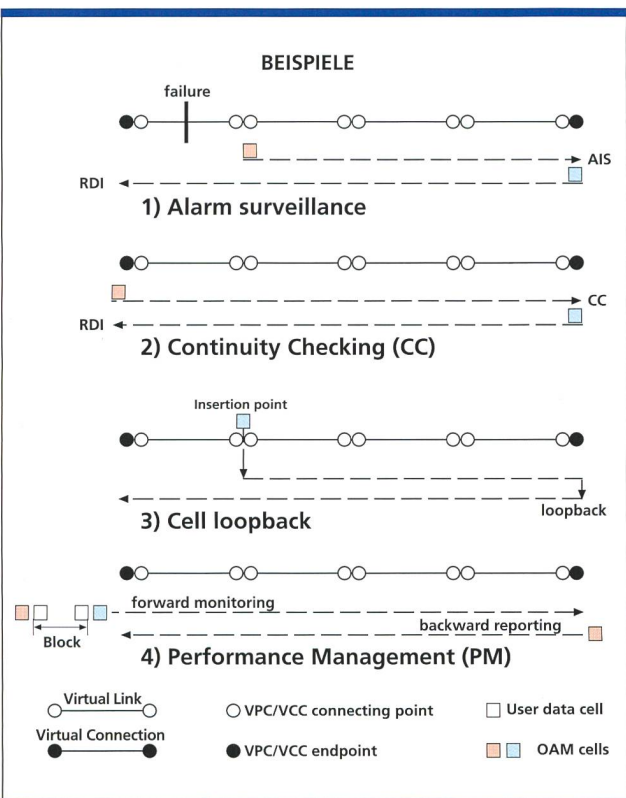 BEISPIELE
failure
AIS
RDI
1) Alarm surveillance
CC
RDI
2) Continuity Checking (CC)
Insertion point
loopback
3) Cell loopback
forward monitoring
backward reporting
Block
4) Performance Management (PM)
Virtual Link
VPC/VCC connecting point
User data cell
Virtual Connection
VPC/VCC endpoint
OAM cells